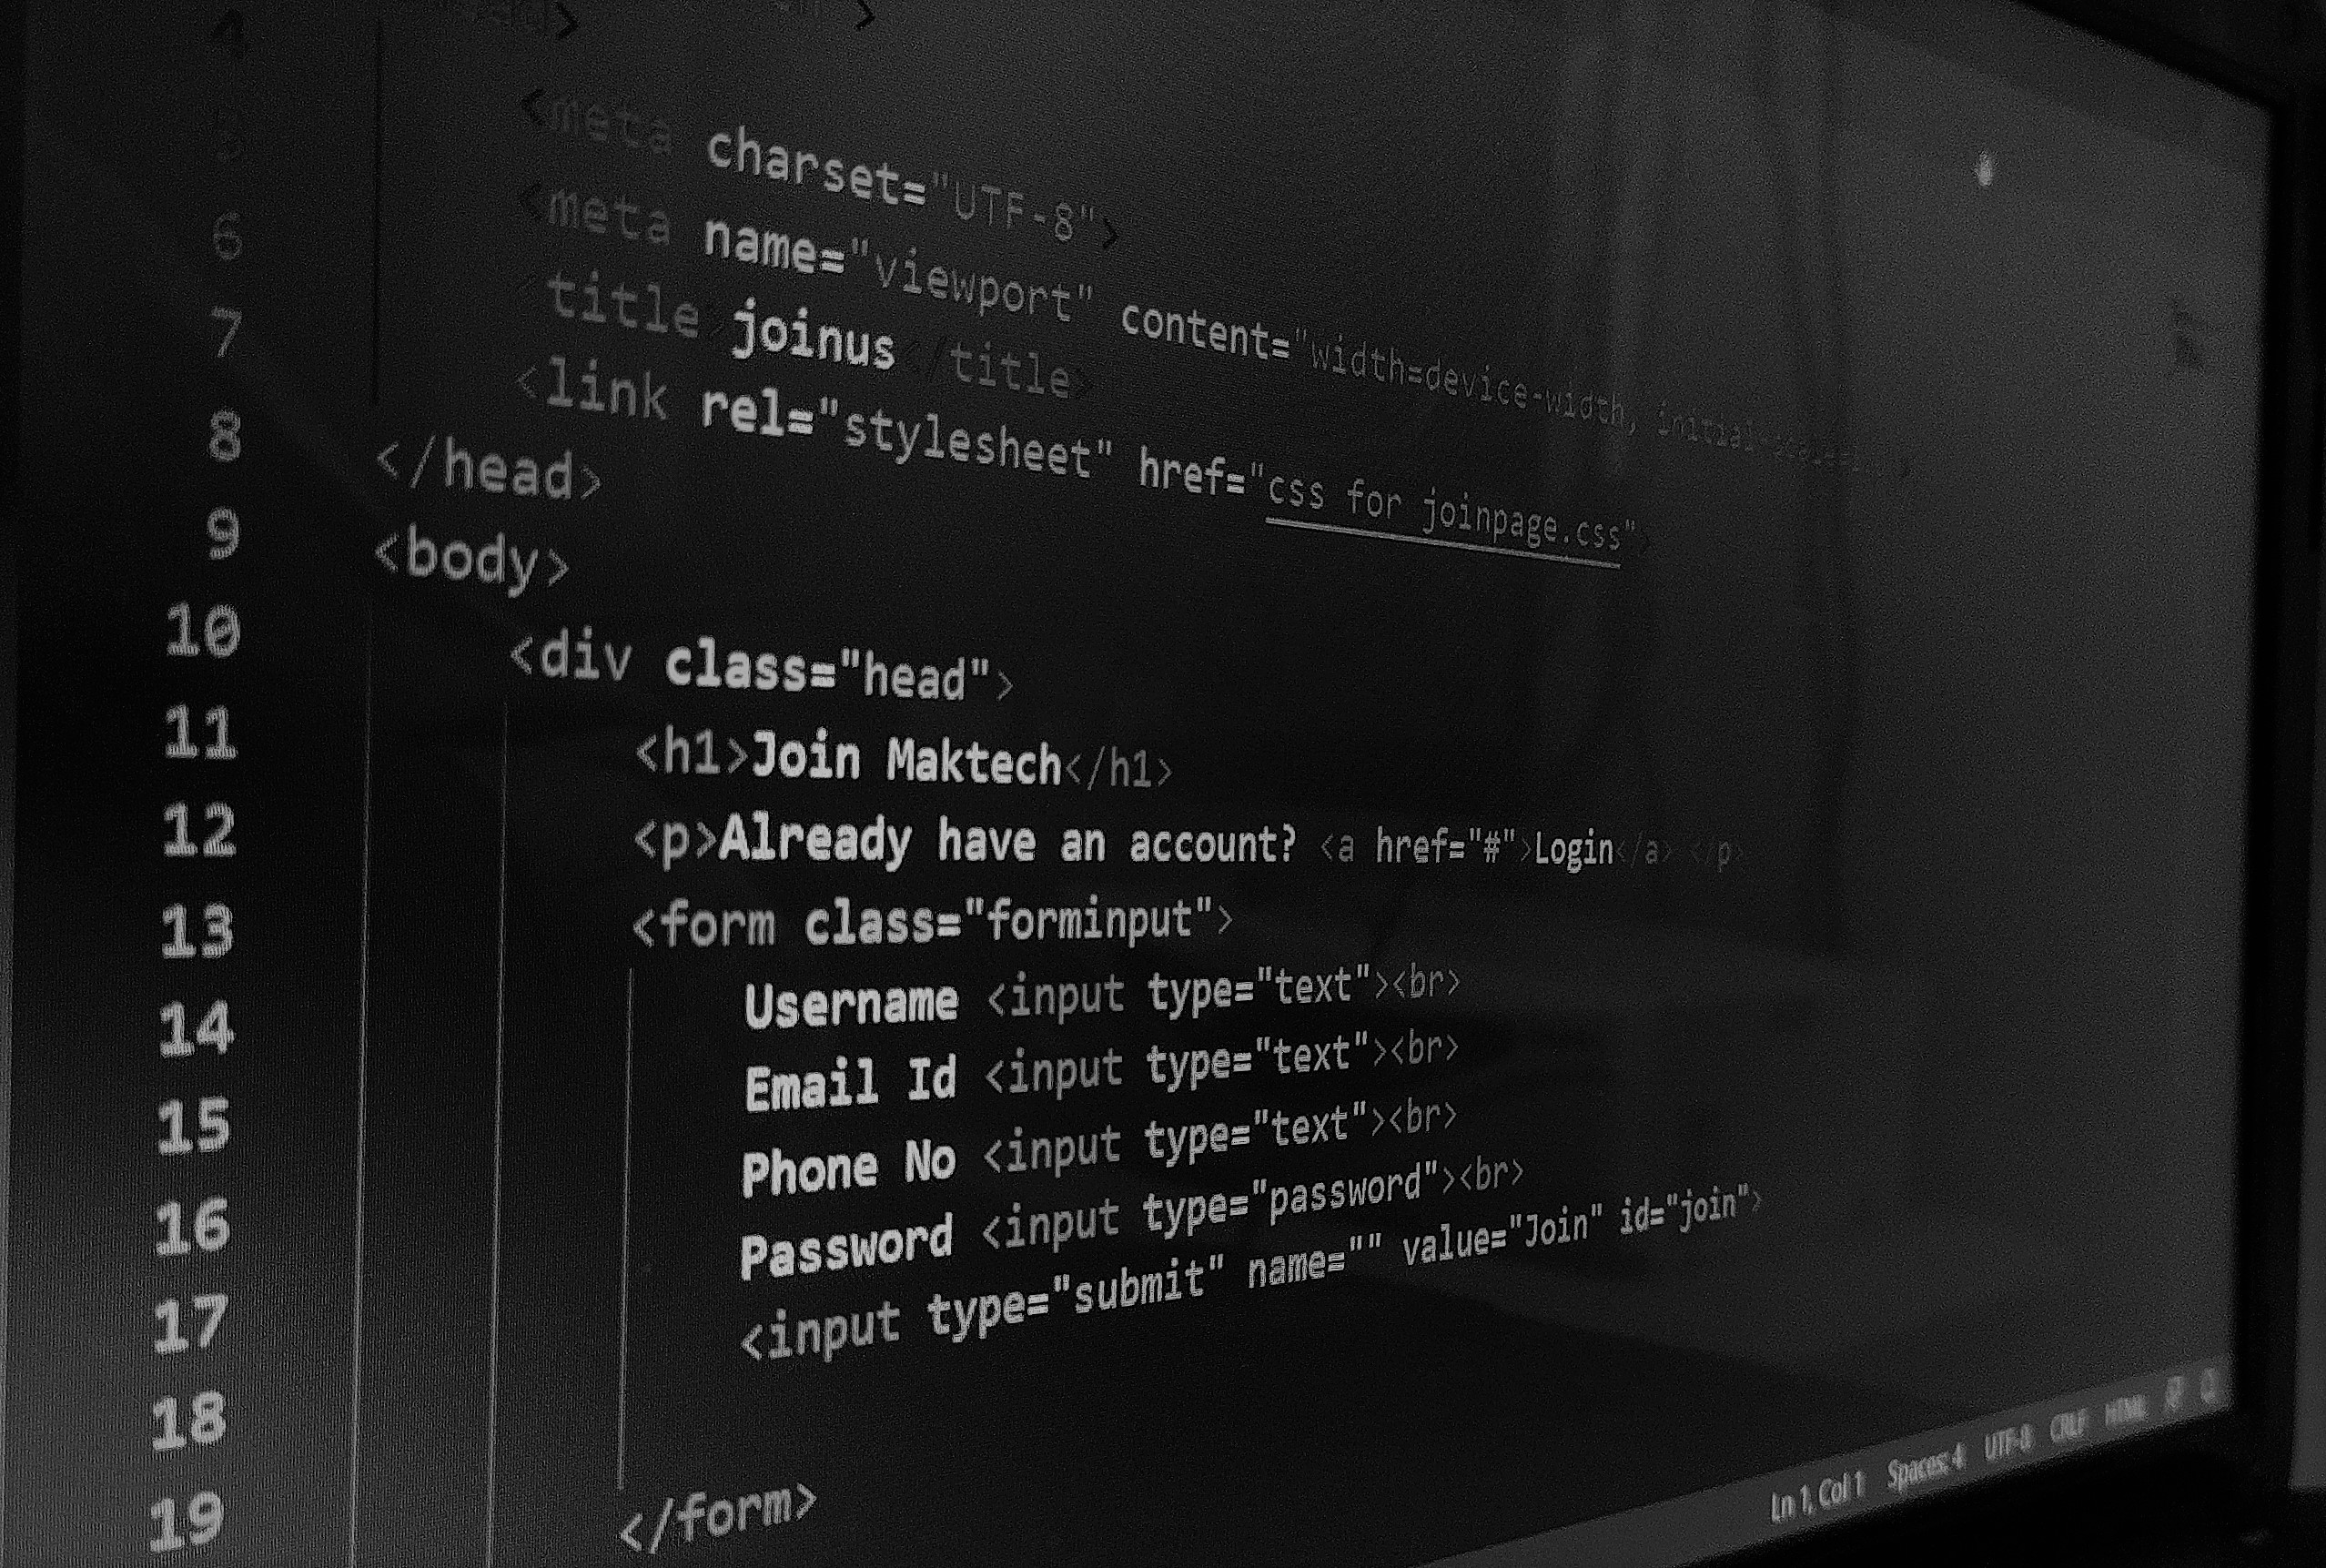 4
5 <meta charset="UTF-8">
6 <meta name="viewport" content="width=device-width, initial-scale=
7 <title>joinus</title>
8 <link rel="stylesheet" href="css for joinpage.css">
9 </head>
10 <body>
11 <div class="head">
12 <h1>Join Maktech</h1>
13 <p>Already have an account? <a href="#">Login</a> </p>
14 <form class="forminput">
15 Username <input type="text"><br>
16 Email Id <input type="text"><br>
17 Phone No <input type="text"><br>
18 Password <input type="password"><br>
19 <input type="submit" name="" value="Join" id="join">
</form>
Ln 1, Col 1 Spaces: 4 UTF-8 CRLF HTML